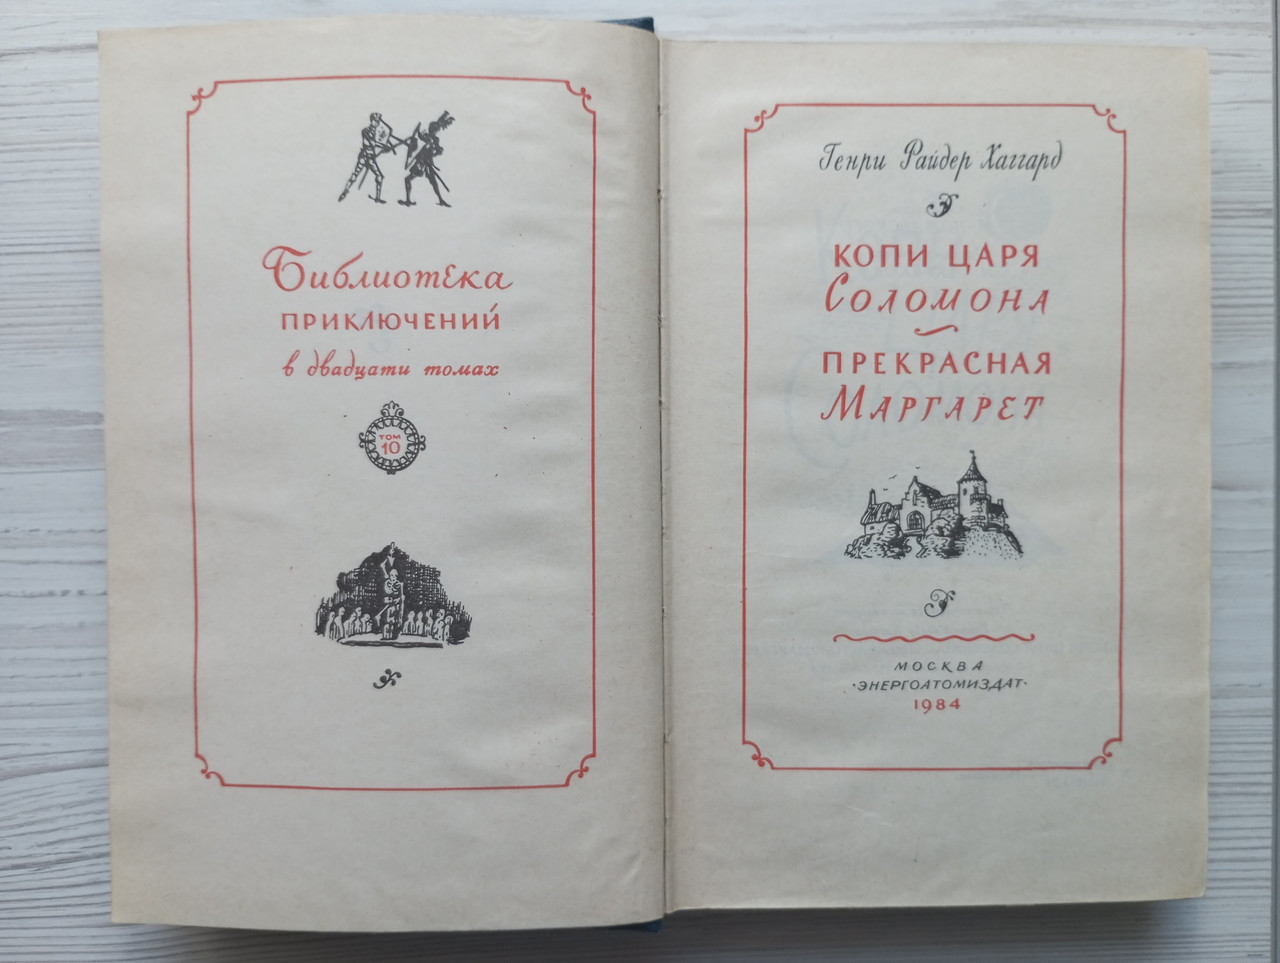 Библиотека
приключений
в двадцати томах
ТОМ
10
Генри Райдер Хаггард
КОПИ ЦАРЯ
СОЛОМОНА
ПРЕКРАСНАЯ
МАРГАРЕТ
МОСКВА
·ЭНЕРГОАТОМИЗДАТ·
1984